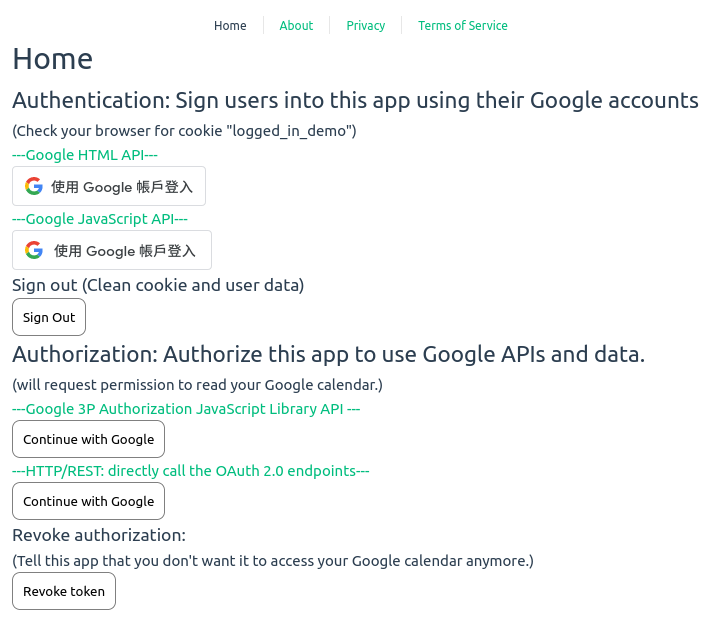 Home About Privacy Terms of Service
Home
Authentication: Sign users into this app using their Google accounts
(Check your browser for cookie "logged_in_demo")
---Google HTML API---
使用 Google 帳戶登入
---Google JavaScript API---
使用 Google 帳戶登入
Sign out (Clean cookie and user data)
Sign Out
Authorization: Authorize this app to use Google APIs and data.
(will request permission to read your Google calendar.)
---Google 3P Authorization JavaScript Library API ---
Continue with Google
---HTTP/REST: directly call the OAuth 2.0 endpoints---
Continue with Google
Revoke authorization:
(Tell this app that you don't want it to access your Google calendar anymore.)
Revoke token